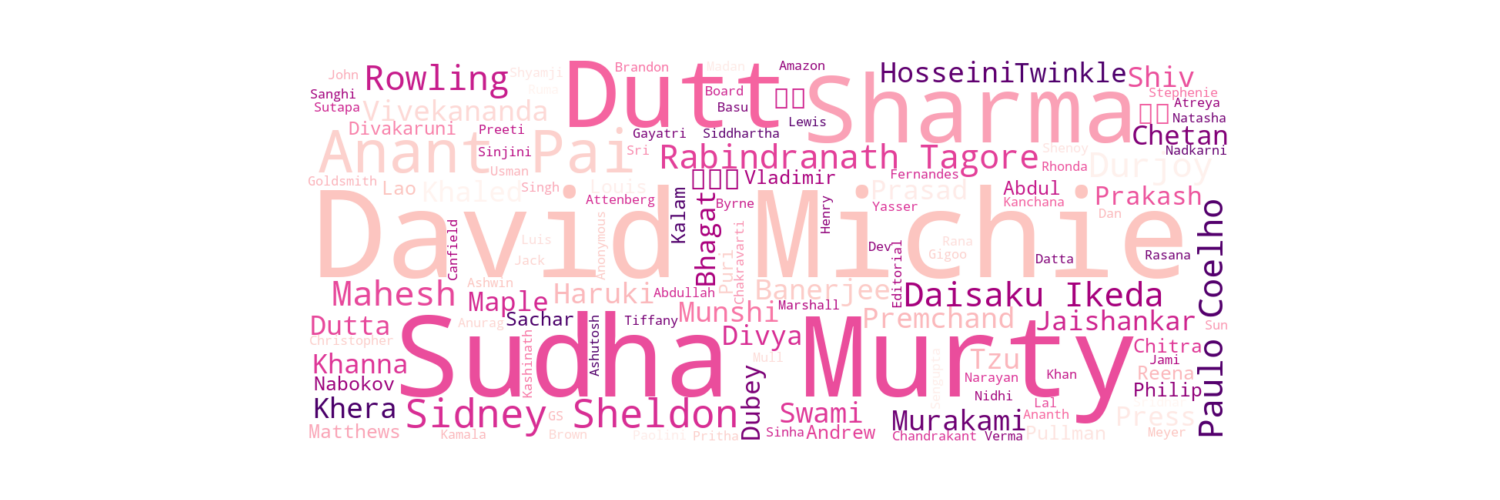 John
Rowling
Shyamji
Ruma
Brandon
Madan
Amazon
HosseiniTwinkle
Shiv
Sanghi
Sutapa
Vivekananda
Dutt
Board
Basu
Sharma
Stephenie
Atreya
Natasha
Divakaruni
Preeti
Gayatri
Siddhartha
Lewis
Chetan
Nadkarni
Anant Pai
Sinjini
Usman
Sri
Rabindranath Tagore
Fernandes
Shenoy
Rhonda
Durjoy
Goldsmith
Lao
Khaled
Singh
Louis
Vladimir
Prasad
Abdul
Kanchana
Prakash
Attenberg
Kalam
Bhagat
Byrne
Henry
Yasser
Dan
David Michie
Canfield
Luis
Jack
Anonymous
Puri
Chakravarti
Dev
Editorial
Rana
Gigoo
Datta
Rasana
Paulo Coelho
Mahesh
Maple
Ashwin
Haruki
Abdullah
Banerjee
Marshall
Daisaku Ikeda
Dutta
Christopher
Anurag
Sachar
Tiffany
Munshi
Premchand
Jaishankar
Sun
Khanna
Kashinath
Ashutosh
Sudha Murty
Divya
Mull
Chitra
Jami
Nabokov
Sengupta
Tzu
Narayan
Khan
Reena
Philip
Khera
Sidney Sheldon
Dubey
Swami
Nidhi
Lal
Ananth
Press
Matthews
Kamala
GS
Brown
Paolini
Pritha
Sinha
Andrew
Murakami
Chandrakant
Verma
Pullman
Meyer